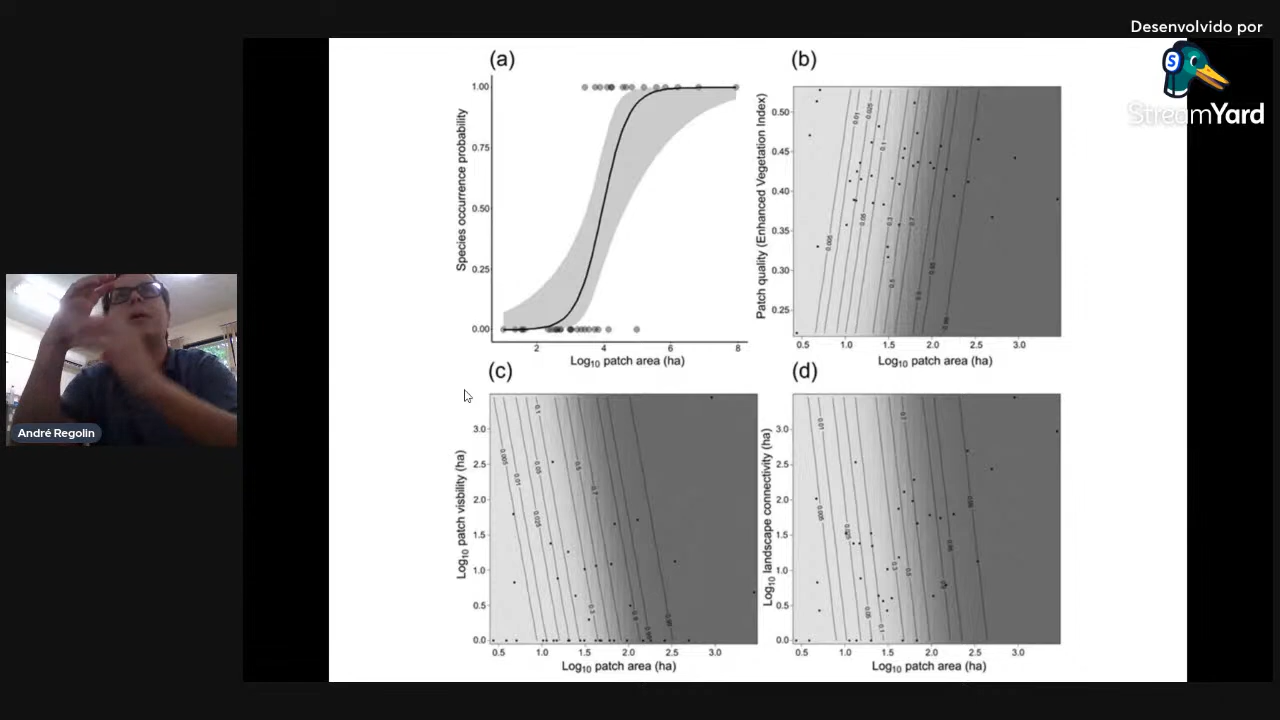 Desenvolvido por
StreamYard
André Regolin
(a)
Species occurrence probability
1.00
0.75
0.50
0.25
0.00
2 4 6 8
Log10 patch area (ha)
(b)
Patch quality (Enhanced Vegetation Index)
0.50
0.45
0.40
0.35
0.30
0.25
0.5 1.0 1.5 2.0 2.5 3.0
Log10 patch area (ha)
(c)
Log10 patch visbility (ha)
3.0
2.5
2.0
1.5
1.0
0.5
0.0
0.5 1.0 1.5 2.0 2.5 3.0
Log10 patch area (ha)
(d)
Log10 landscape connectivity (ha)
3.0
2.5
2.0
1.5
1.0
0.5
0.0
0.5 1.0 1.5 2.0 2.5 3.0
Log10 patch area (ha)